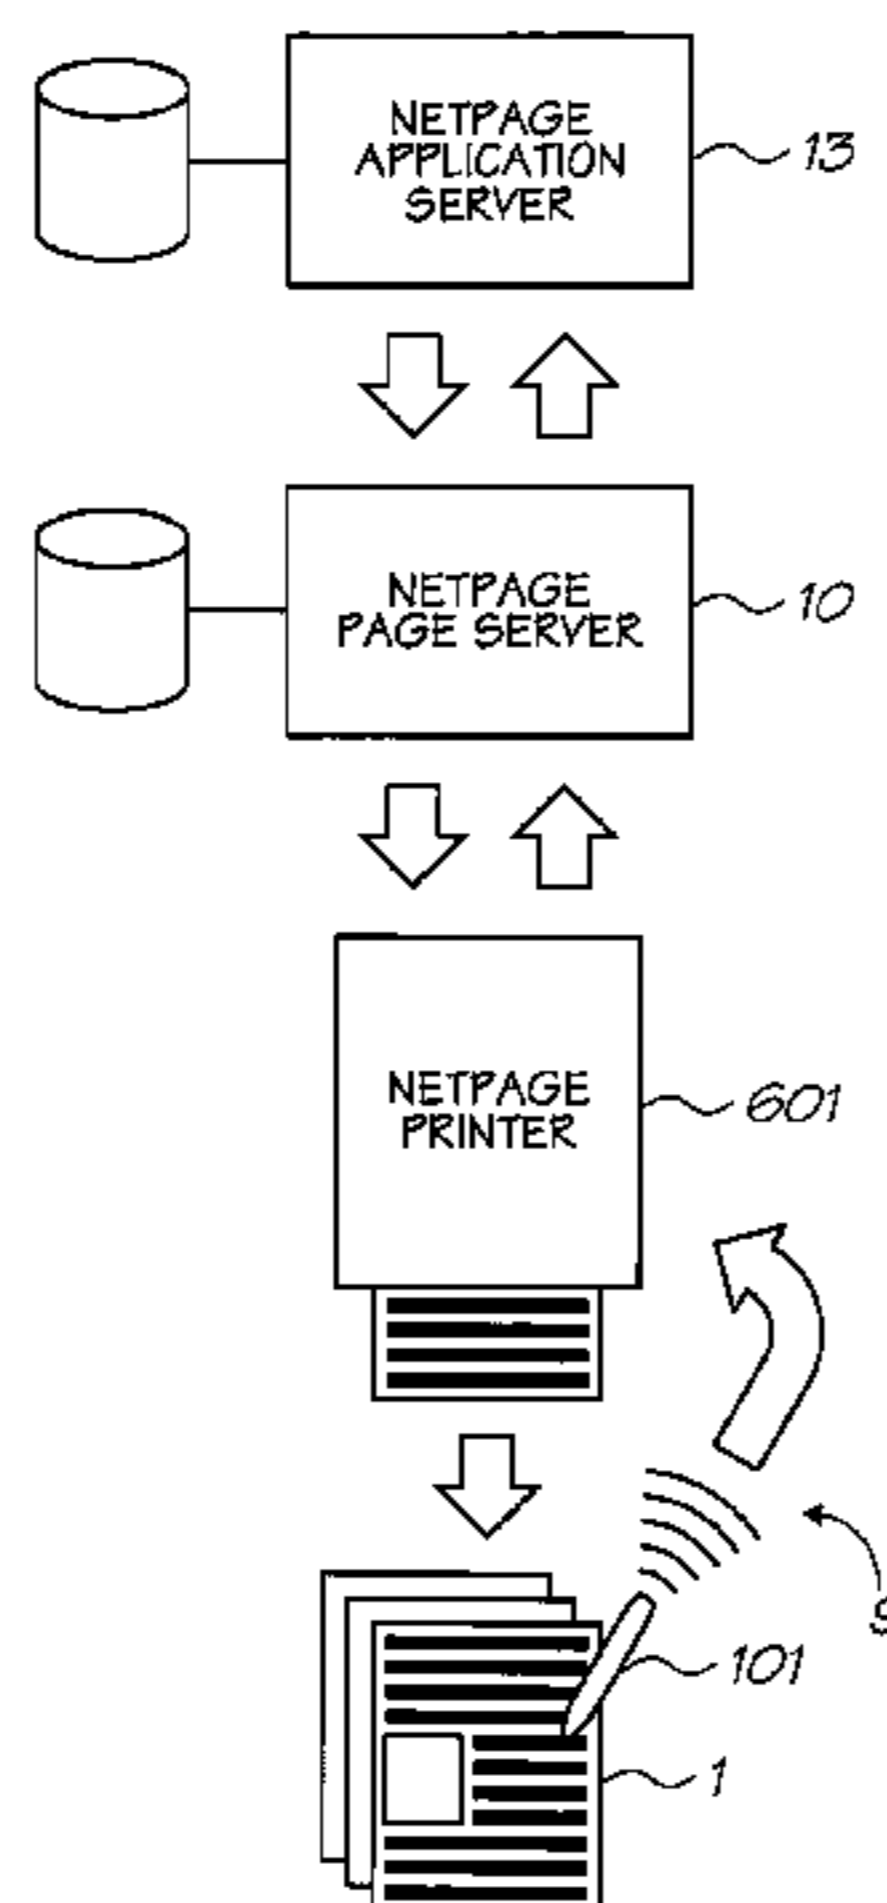 NETPAGE
APPLICATION
SERVER
13
NETPAGE
PAGE SERVER
10
NETPAGE
PRINTER
601
101
1